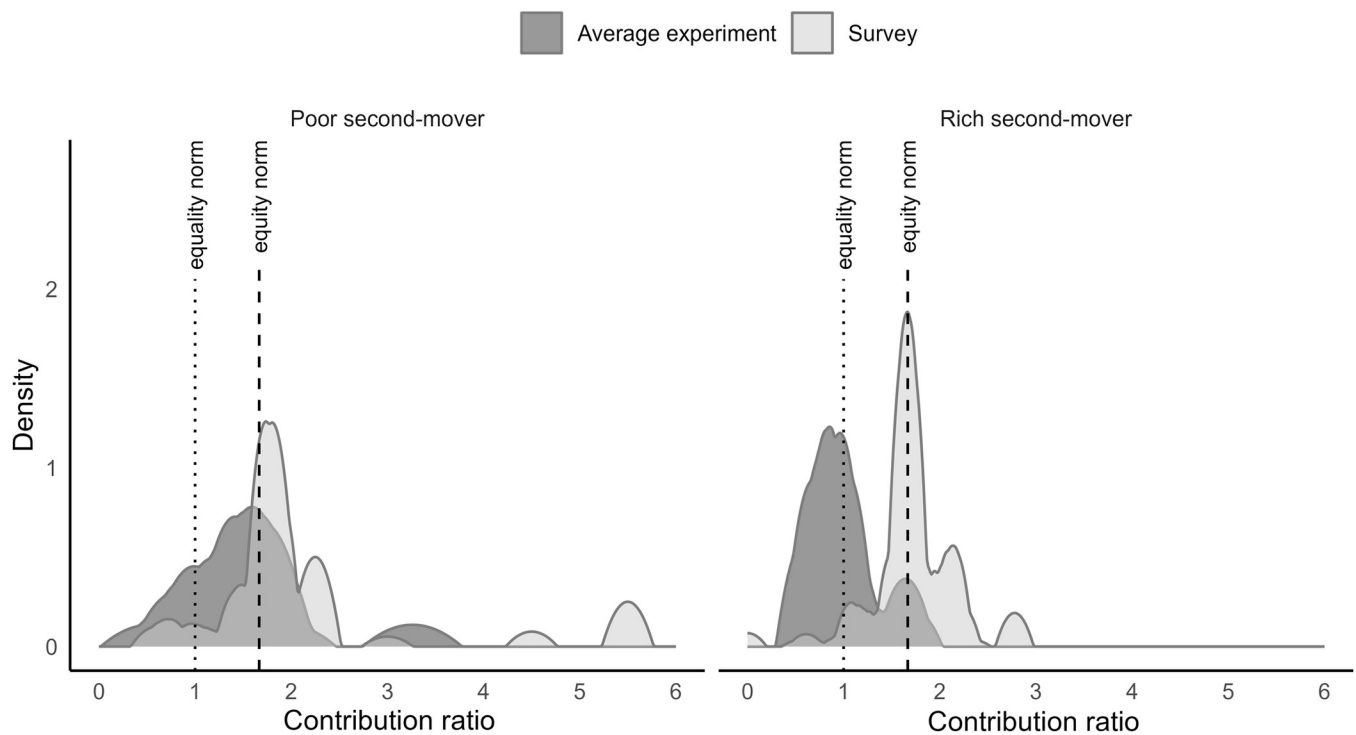 Average experiment
Survey
Poor second-mover
Rich second-mover
equality norm
equity norm
equality norm
equity norm
Density
2
1
0
0 1 2 3 4 5 6
0 1 2 3 4 5 6
Contribution ratio
Contribution ratio